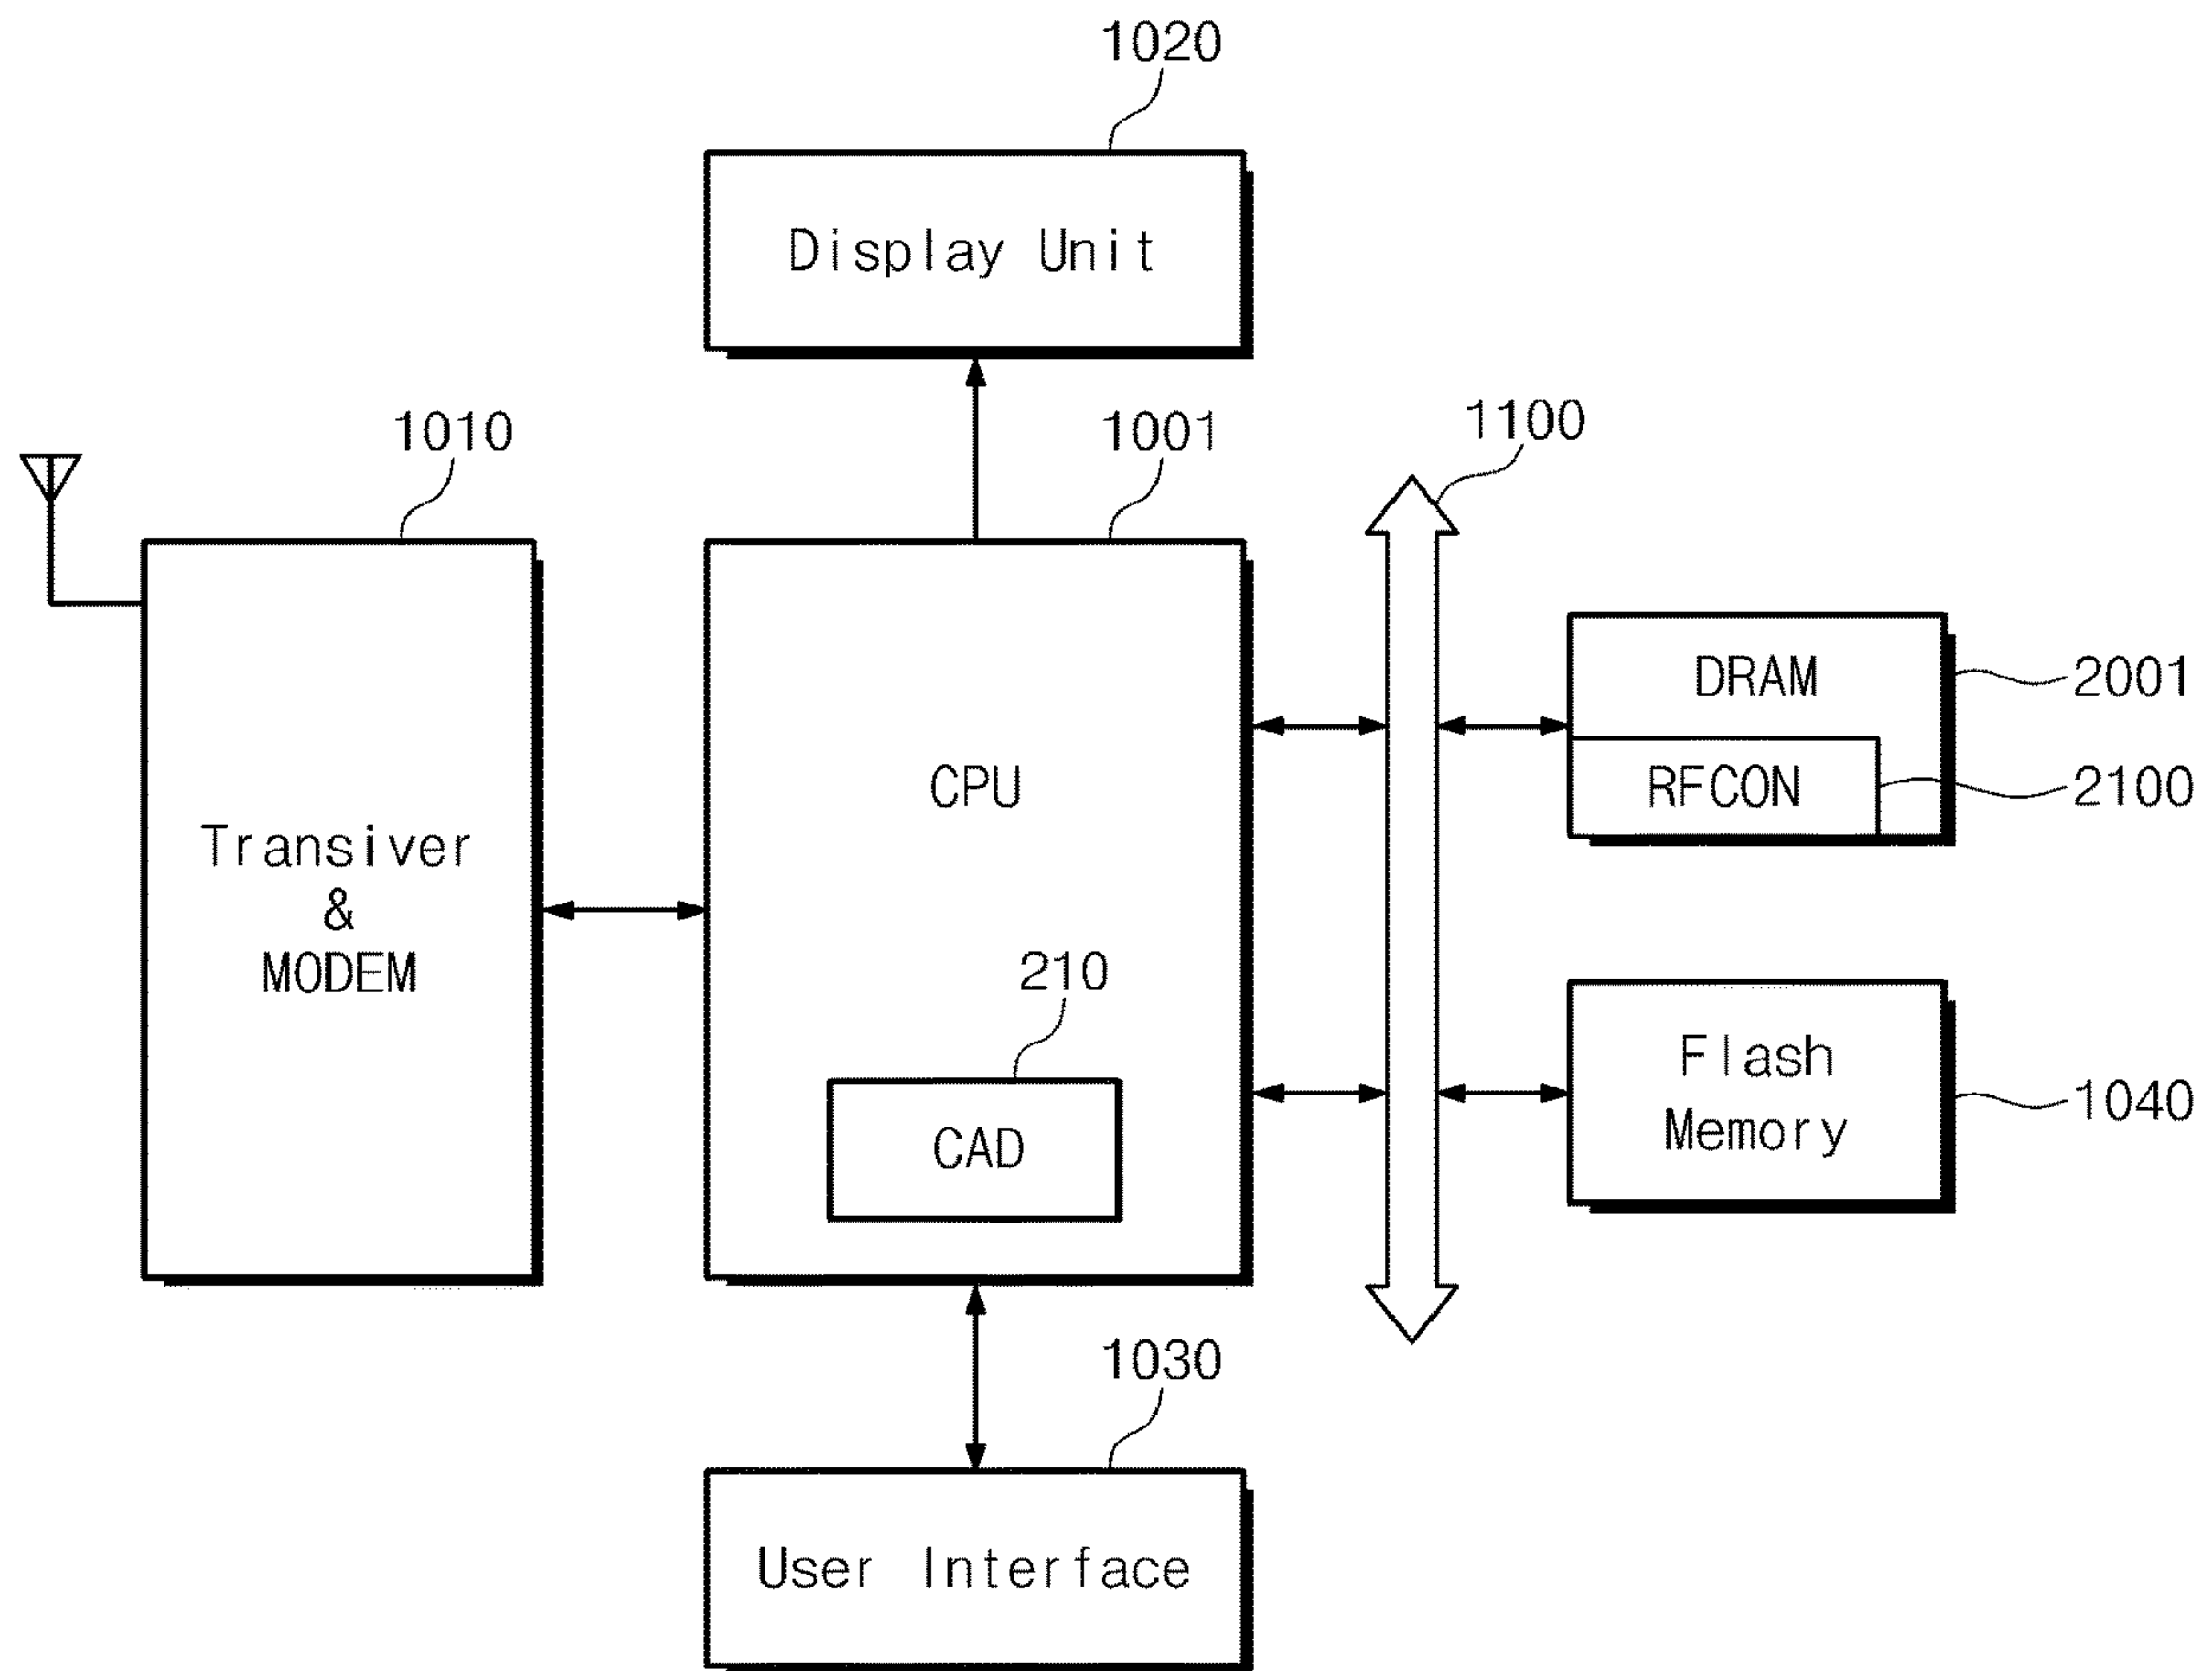 1020
Display Unit
1010
1001
1100
DRAM
2001
CPU
RFCON
2100
Transiver
&
MODEM
210
Flash
Memory
1040
CAD
1030
User Interface